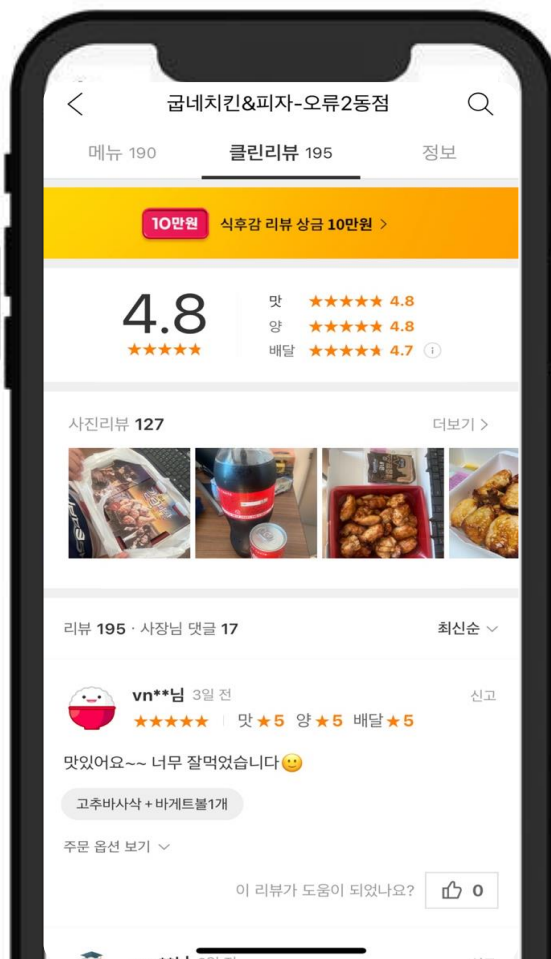 굽네치킨&피자-오류2동점
메뉴 190 클린리뷰 195 정보
10만원 식후감 리뷰 상금 10만원 >
4.8
맛 ★★★★★ 4.8
양 ★★★★★ 4.8
배달 ★★★★★ 4.7
사진리뷰 127 더보기 >
리뷰 195 · 사장님 댓글 17 최신순
vn**님 3일 전 신고
★★★★★ 맛★5 양★5 배달★5
맛있어요~~ 너무 잘먹었습니다🙂
고추바사삭 + 바게트볼1개
주문 옵션 보기
이 리뷰가 도움이 되었나요? 0